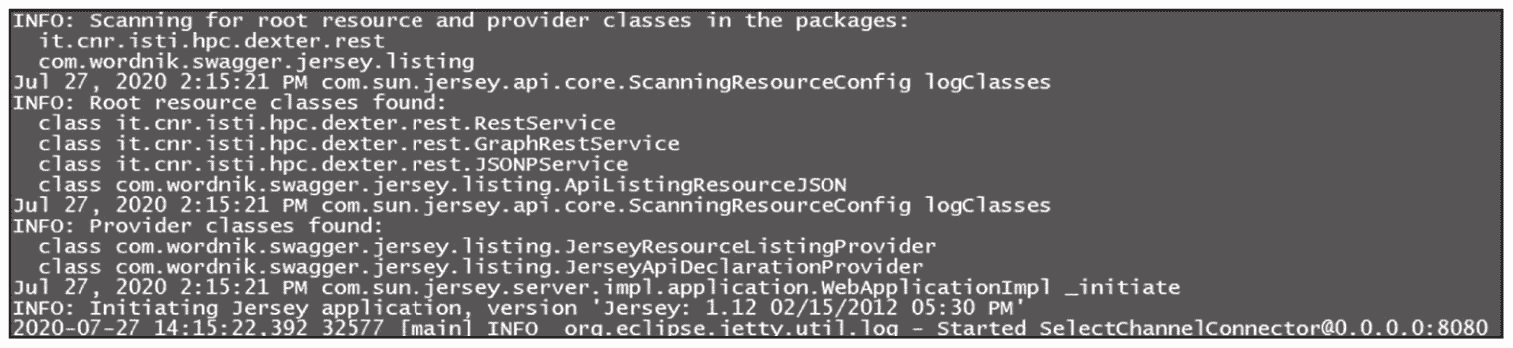 INFO: Scanning for root resource and provider classes in the packages:
  it.cnr.isti.hpc.dexter.rest
  com.wordnik.swagger.jersey.listing
Jul 27, 2020 2:15:21 PM com.sun.jersey.api.core.ScanningResourceConfig logClasses
INFO: Root resource classes found:
  class it.cnr.isti.hpc.dexter.rest.RestService
  class it.cnr.isti.hpc.dexter.rest.GraphRestService
  class it.cnr.isti.hpc.dexter.rest.JSONPService
  class com.wordnik.swagger.jersey.listing.ApiListingResourceJSON
Jul 27, 2020 2:15:21 PM com.sun.jersey.api.core.ScanningResourceConfig logClasses
INFO: Provider classes found:
  class com.wordnik.swagger.jersey.listing.JerseyResourceListingProvider
  class com.wordnik.swagger.jersey.listing.JerseyApiDeclarationProvider
Jul 27, 2020 2:15:21 PM com.sun.jersey.server.impl.application.WebApplicationImpl _initiate
INFO: Initiating Jersey application, version 'Jersey: 1.12 02/15/2012 05:30 PM'
2020-07-27 14:15:22.392 32577 [main] INFO  org.eclipse.jetty.util.log - Started SelectChannelConnector@0.0.0.0:8080